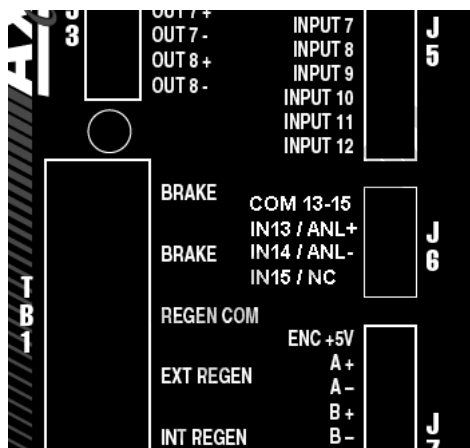 AX
J
3
OUT 7 +
OUT 7 -
OUT 8 +
OUT 8 -
INPUT 7
INPUT 8
INPUT 9
INPUT 10
INPUT 11
INPUT 12
J
5
BRAKE
BRAKE
REGEN COM
EXT REGEN
INT REGEN
T
B
1
COM 13-15
IN13 / ANL+
IN14 / ANL-
IN15 / NC
J
6
ENC +5V
A +
A –
B +
B –
J
7